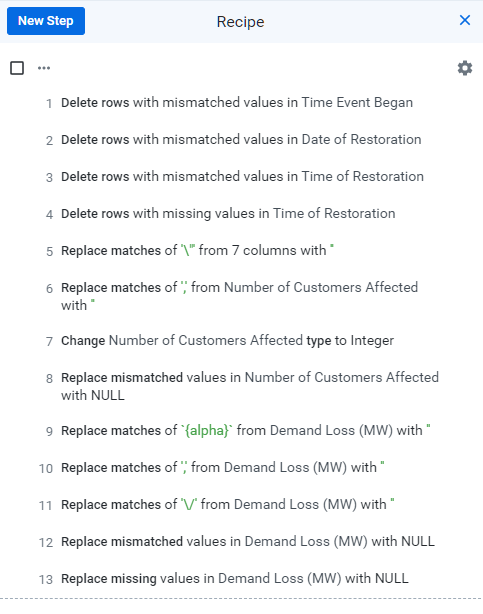 New Step
Recipe
1 Delete rows with mismatched values in Time Event Began
2 Delete rows with mismatched values in Date of Restoration
3 Delete rows with mismatched values in Time of Restoration
4 Delete rows with missing values in Time of Restoration
5 Replace matches of '\"' from 7 columns with ''
6 Replace matches of ',' from Number of Customers Affected
with ''
7 Change Number of Customers Affected type to Integer
8 Replace mismatched values in Number of Customers Affected
with NULL
9 Replace matches of `{alpha}` from Demand Loss (MW) with ''
10 Replace matches of ',' from Demand Loss (MW) with ''
11 Replace matches of '\/' from Demand Loss (MW) with ''
12 Replace mismatched values in Demand Loss (MW) with NULL
13 Replace missing values in Demand Loss (MW) with NULL